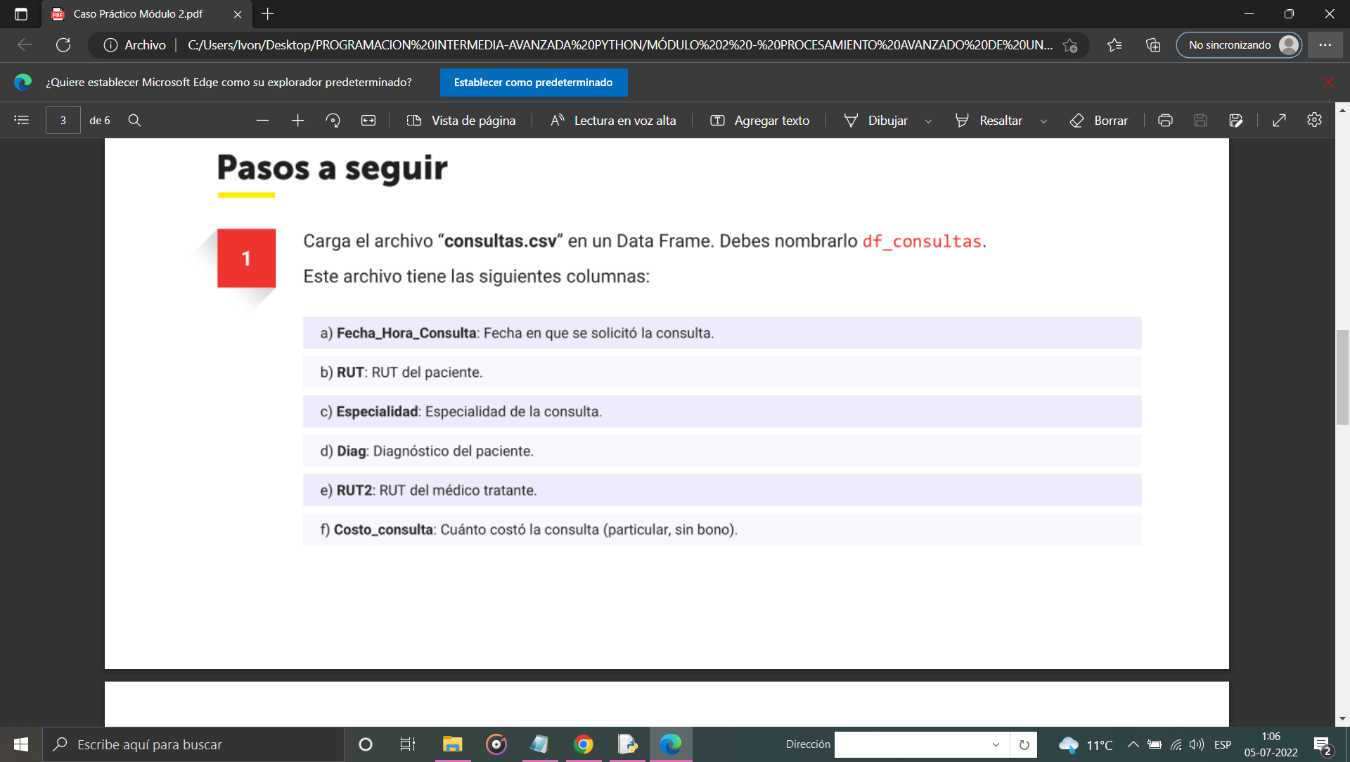 Caso Práctico Módulo 2.pdf
Archivo
C:/Users/Ivon/Desktop/PROGRAMACION%20INTERMEDIA-AVANZADA%20PYTHON/MÓDULO%202%20-%20PROCESAMIENTO%20AVANZADO%20DE%20UN...
No sincronizando
¿Quiere establecer Microsoft Edge como su explorador predeterminado?
Establecer como predeterminado
3
de 6
Vista de página
Lectura en voz alta
Agregar texto
Dibujar
Resaltar
Borrar
Pasos a seguir
1
Carga el archivo “consultas.csv” en un Data Frame. Debes nombrarlo df_consultas.
Este archivo tiene las siguientes columnas:
a) Fecha_Hora_Consulta: Fecha en que se solicitó la consulta.
b) RUT: RUT del paciente.
c) Especialidad: Especialidad de la consulta.
d) Diag: Diagnóstico del paciente.
e) RUT2: RUT del médico tratante.
f) Costo_consulta: Cuánto costó la consulta (particular, sin bono).
Escribe aquí para buscar
Dirección
11°C
ESP
1:06
05-07-2022
2